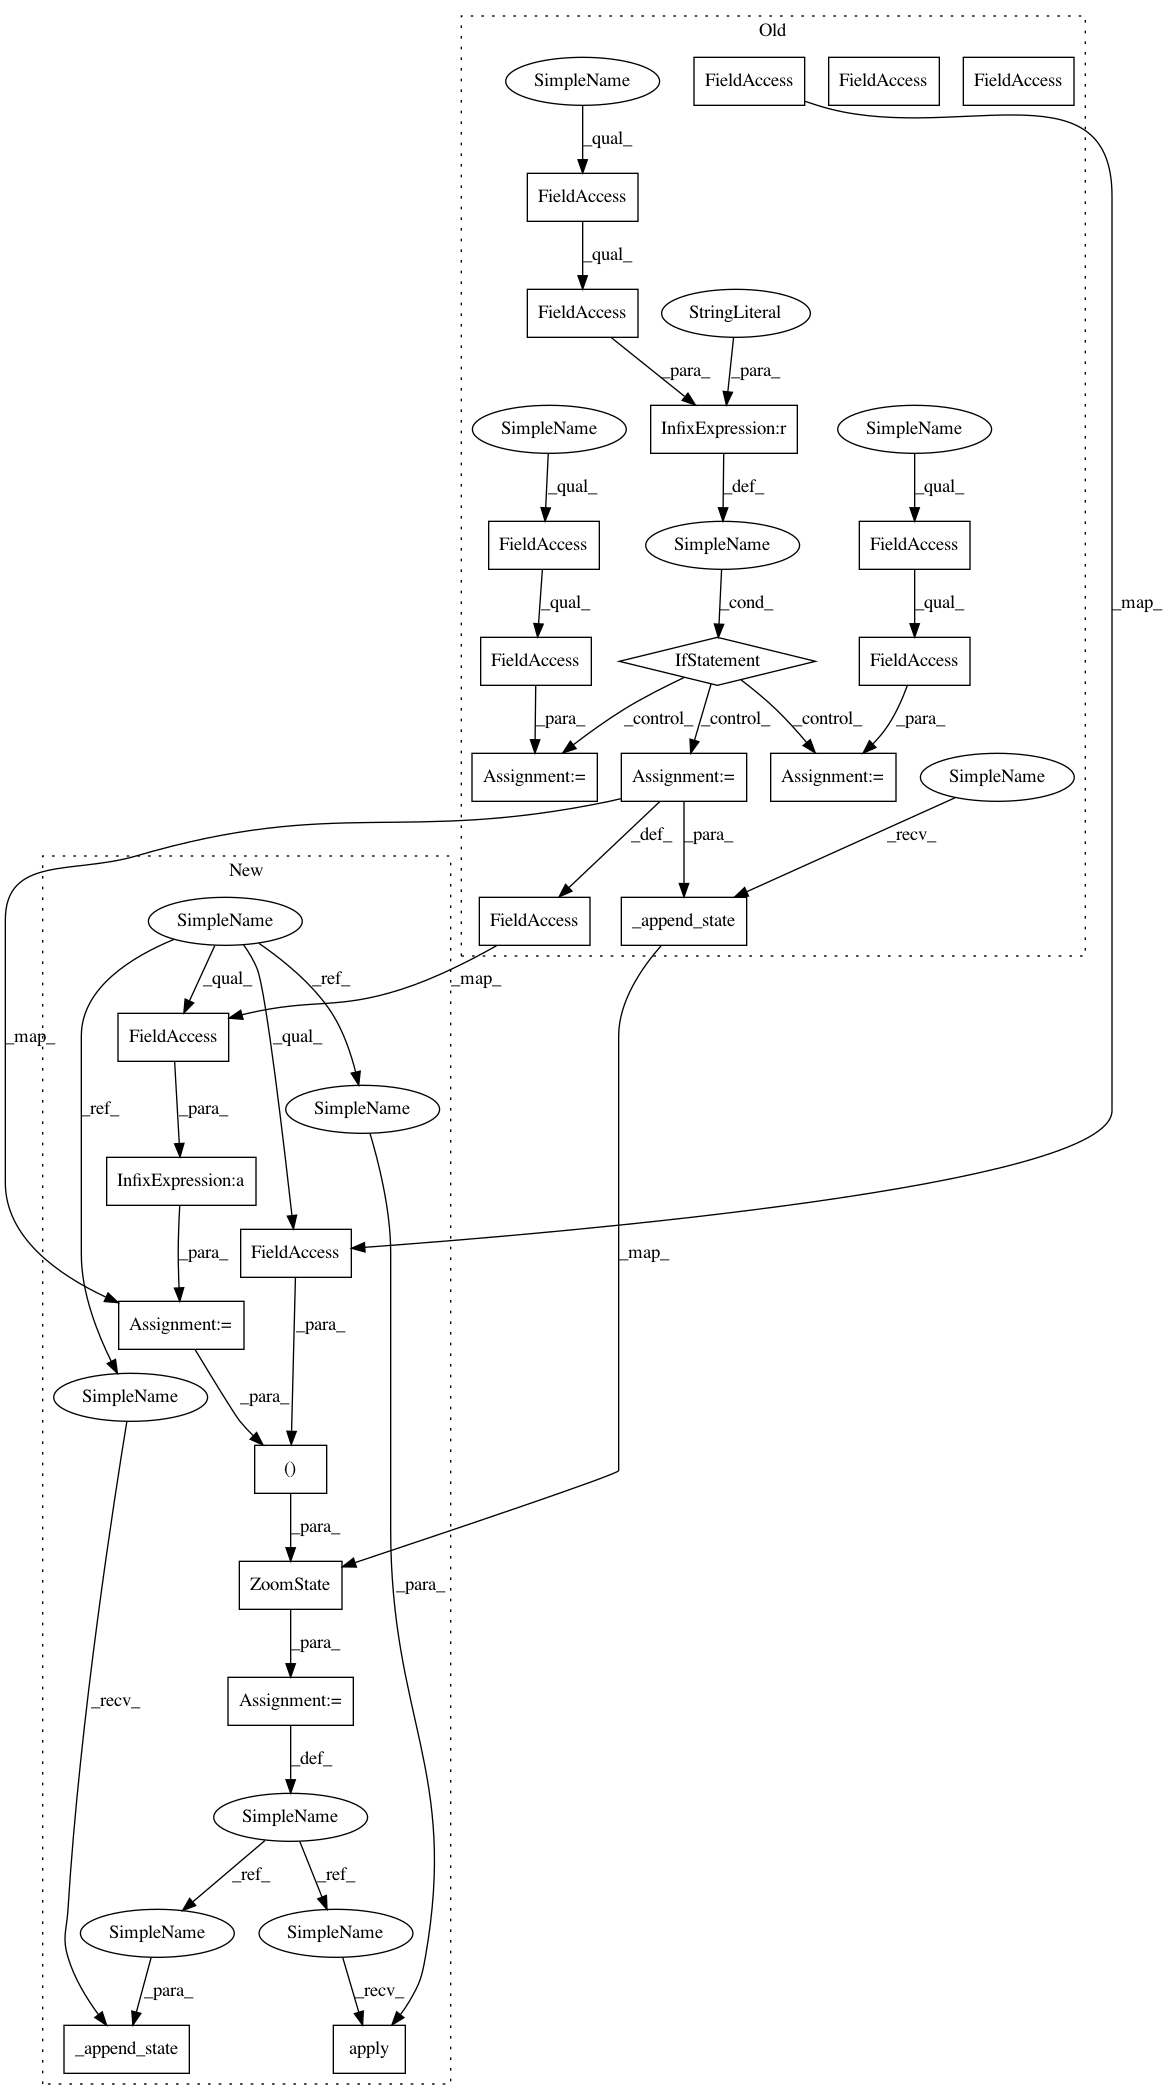 Old
SimpleName
FieldAccess
FieldAccess
FieldAccess
_qual_
FieldAccess
_qual_
FieldAccess
StringLiteral
_para_
_para_
SimpleName
InfixExpression:r
SimpleName
_qual_
_def_
_qual_
FieldAccess
SimpleName
FieldAccess
_qual_
_cond_
_qual_
_map_
FieldAccess
IfStatement
FieldAccess
_para_
_control_
_control_
_control_
_para_
Assignment:=
Assignment:=
Assignment:=
SimpleName
_def_
_para_
_recv_
New
SimpleName
FieldAccess
_append_state
_qual_
_ref_
_map_
_map_
FieldAccess
_qual_
_ref_
_para_
SimpleName
InfixExpression:a
_para_
FieldAccess
_map_
Assignment:=
_para_
SimpleName
_para_
()
_para_
ZoomState
_para_
_para_
_recv_
Assignment:=
_def_
SimpleName
_ref_
_ref_
SimpleName
SimpleName
_para_
_recv_
_append_state
apply